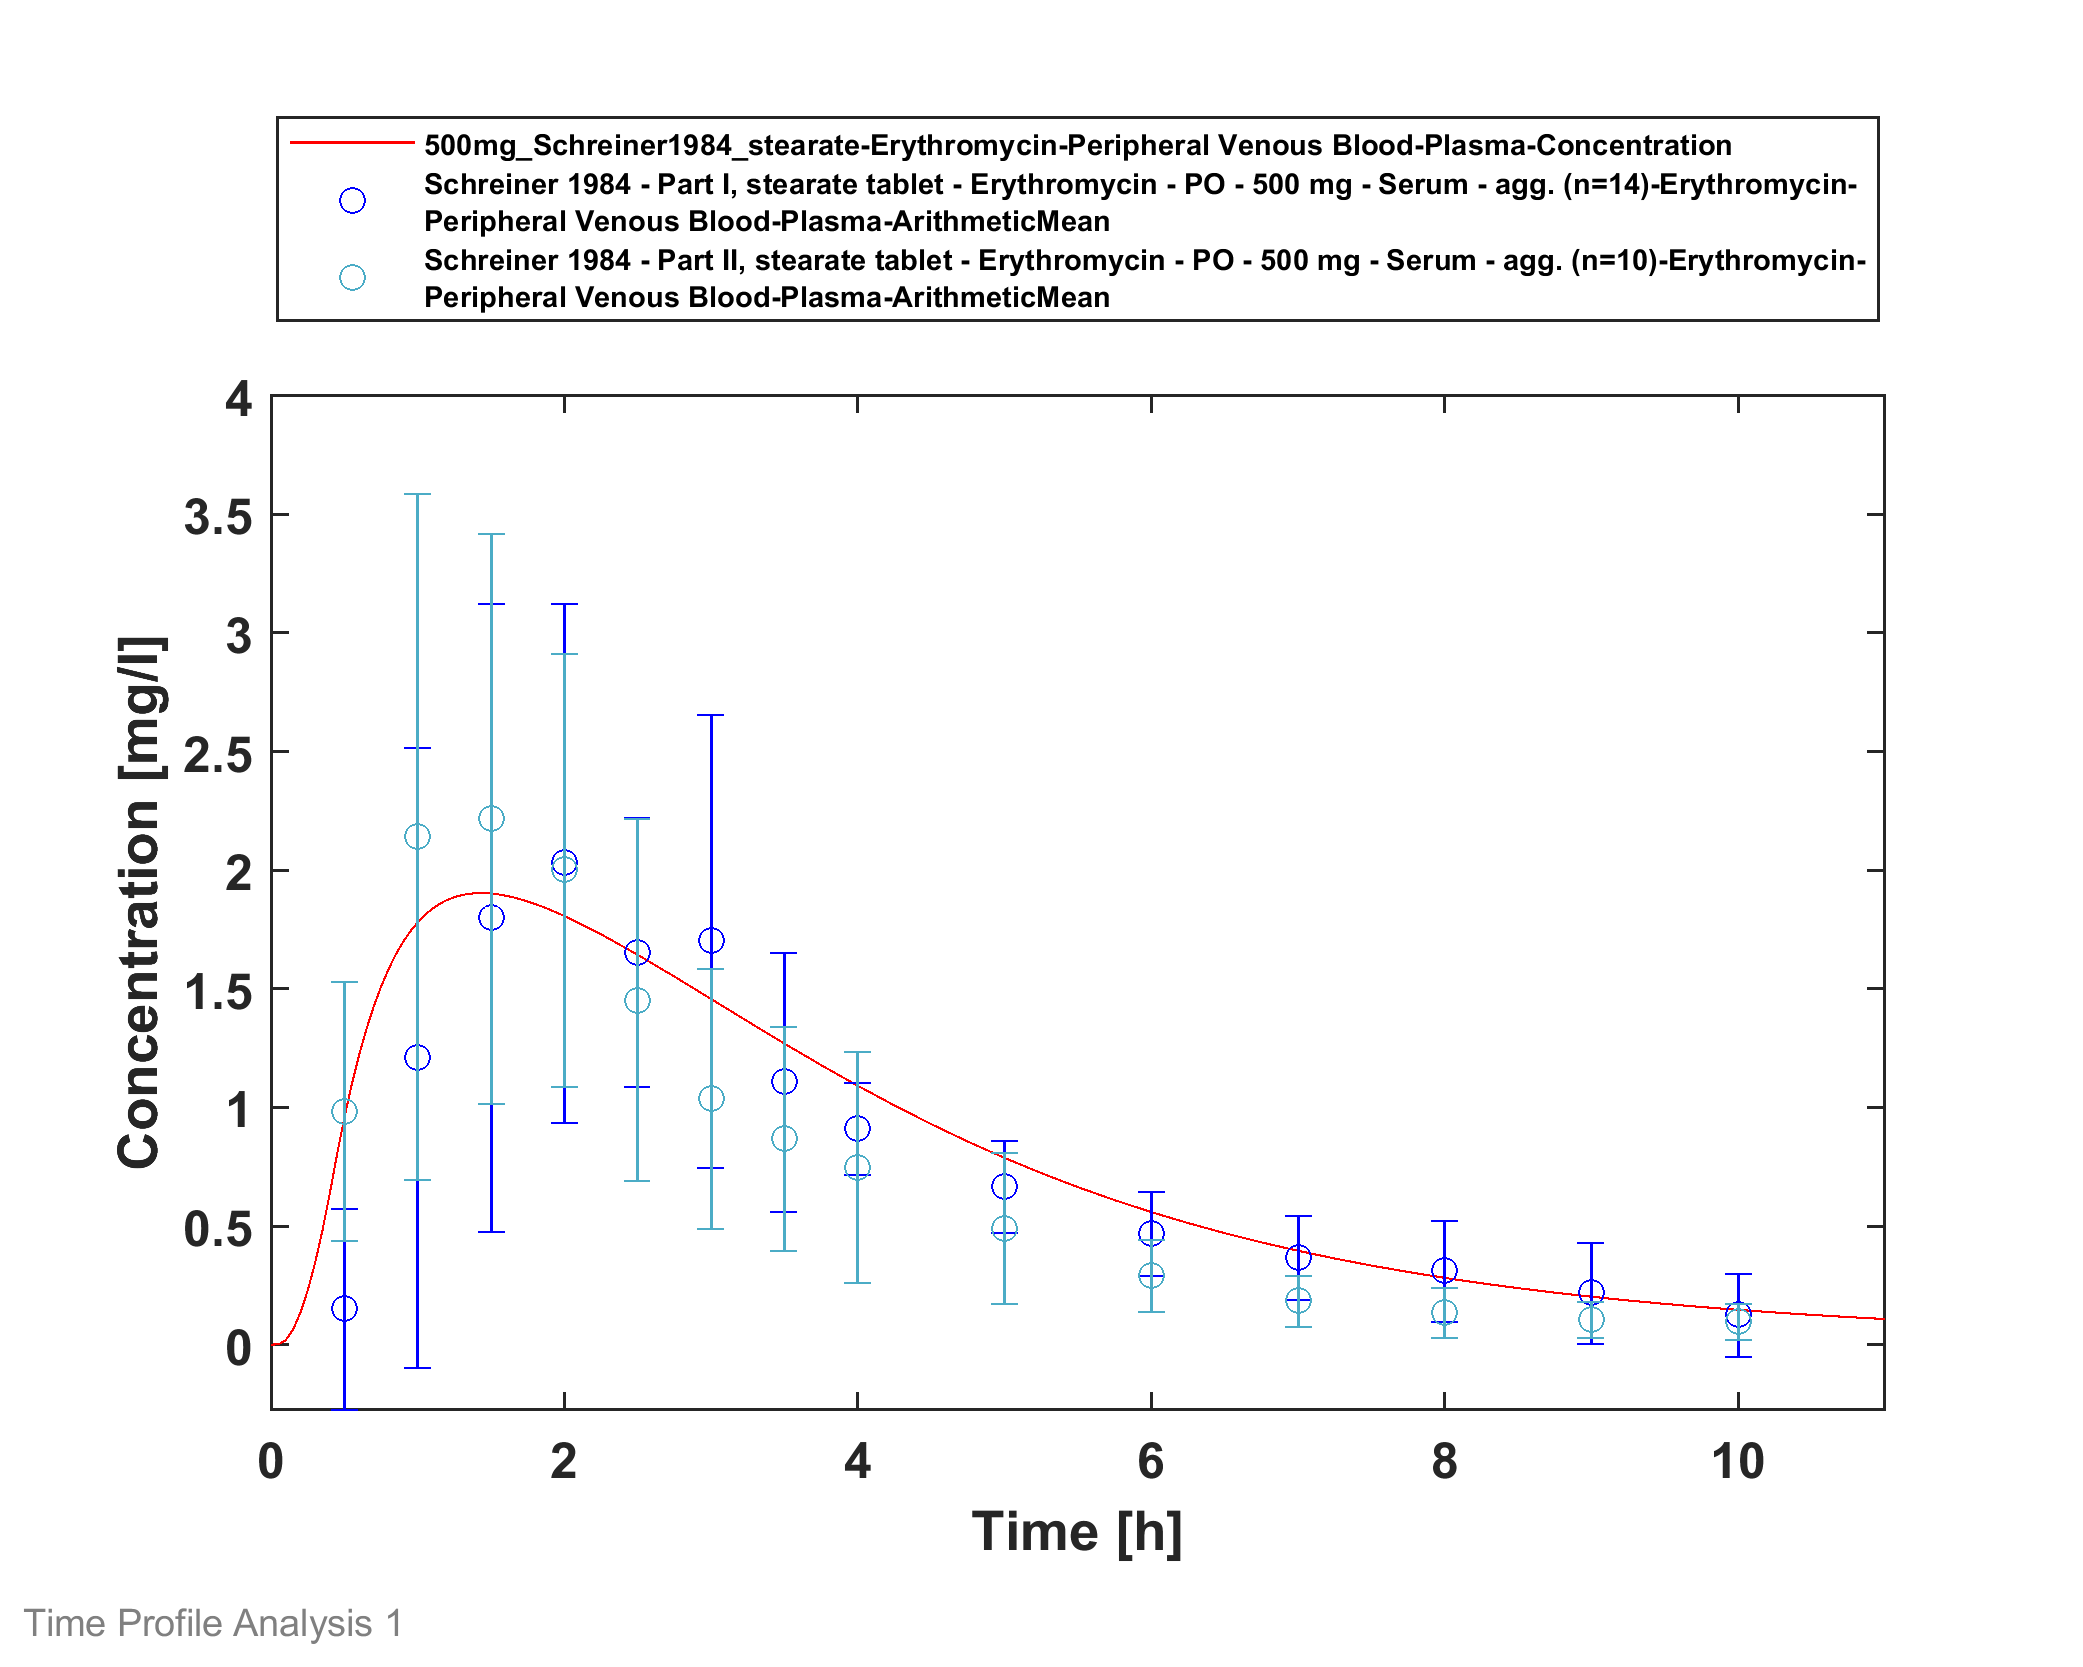 500mg_Schreiner1984_stearate-Erythromycin-Peripheral Venous Blood-Plasma-Concentration
Schreiner 1984 - Part I, stearate tablet - Erythromycin - PO - 500 mg - Serum - agg. (n=14)-Erythromycin-
Peripheral Venous Blood-Plasma-ArithmeticMean
Schreiner 1984 - Part II, stearate tablet - Erythromycin - PO - 500 mg - Serum - agg. (n=10)-Erythromycin-
Peripheral Venous Blood-Plasma-ArithmeticMean
4
3.5
3
2.5
2
1.5
1
0.5
0
Concentration [mg/l]
0 2 4 6 8 10
Time [h]
Time Profile Analysis 1